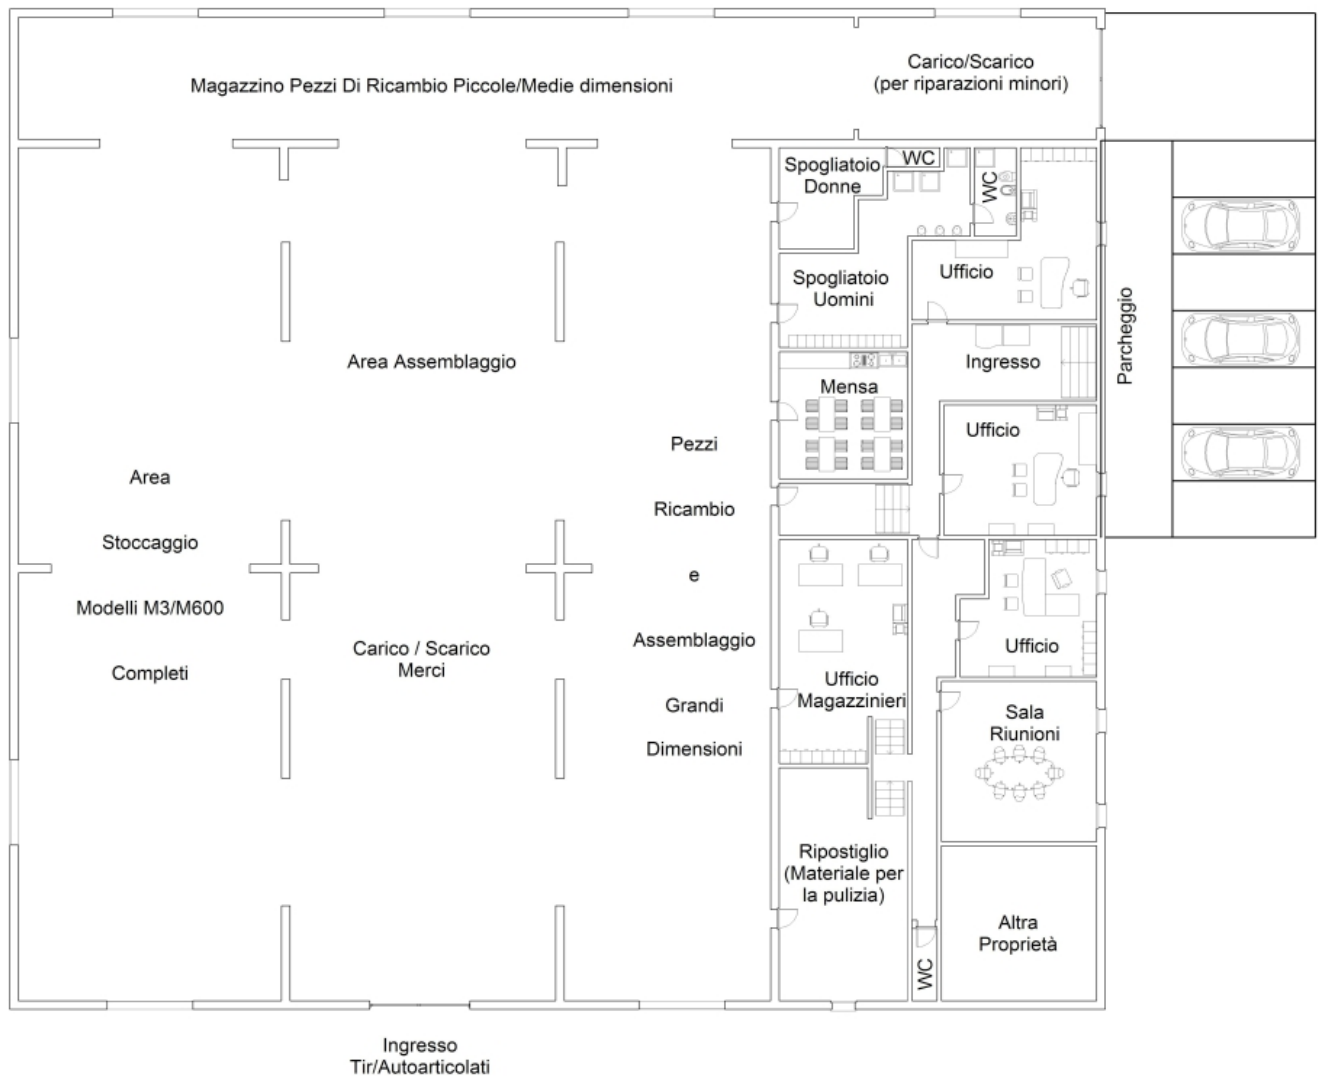 Magazzino Pezzi Di Ricambio Piccole/Medie dimensioni
Carico/Scarico
(per riparazioni minori)
Spogliatoio
Donne
WC
WC
Spogliatoio
Uomini
Ufficio
Parcheggio
Area Assemblaggio
Mensa
Ingresso
Ufficio
Area
Stoccaggio
Modelli M3/M600
Completi
Carico / Scarico
Merci
Pezzi
Ricambio
e
Assemblaggio
Grandi
Dimensioni
Ufficio
Magazzinieri
Ufficio
Sala
Riunioni
Ripostiglio
(Materiale per
la pulizia)
Altra
Proprietà
WC
Ingresso
Tir/Autoarticolati